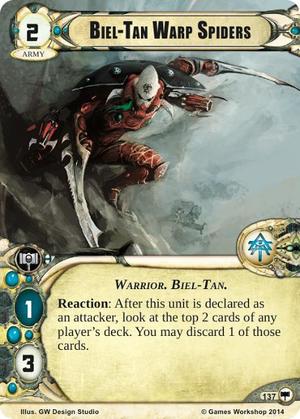 2
BIEL-TAN WARP SPIDERS
ARMY
WARRIOR. BIEL-TAN.
1
Reaction: After this unit is declared as
an attacker, look at the top 2 cards of any
player's deck. You may discard 1 of those
cards.
3
137
Illus. GW Design Studio
© Games Workshop 2014